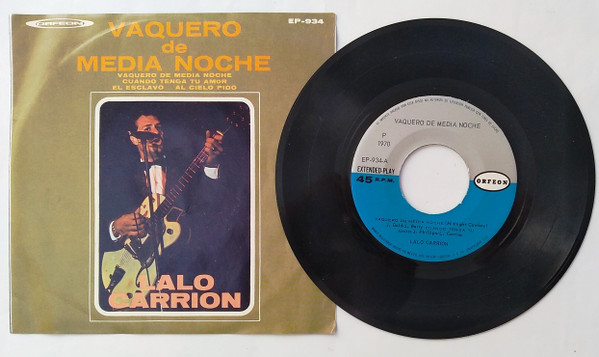 ORFEON
EP-934
VAQUERO
de
MEDIA NOCHE
VAQUERO DE MEDIA NOCHE
CUANDO TENGA TU AMOR
EL ESCLAVO AL CIELO PIDO
LALO
CARRION
VAQUERO DE MEDIA NOCHE
P
1970
EP-934-A
EXTENDED-PLAY
45 R.P.M.
ORFEON
LALO CARRION